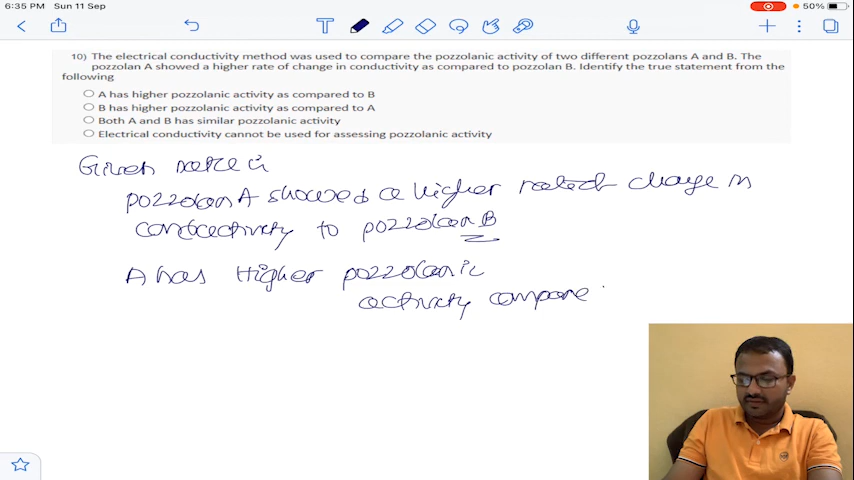 6:35 PM Sun 11 Sep
50%
10) The electrical conductivity method was used to compare the pozzolanic activity of two different pozzolans A and B. The
pozzolan A showed a higher rate of change in conductivity as compared to pozzolan B. Identify the true statement from the
following
A has higher pozzolanic activity as compared to B
B has higher pozzolanic activity as compared to A
Both A and B has similar pozzolanic activity
Electrical conductivity cannot be used for assessing pozzolanic activity
Given
pozzolan A showed a higher rate of change in
conductivity to pozzolan B
A has Higher pozzolanic
activity compare